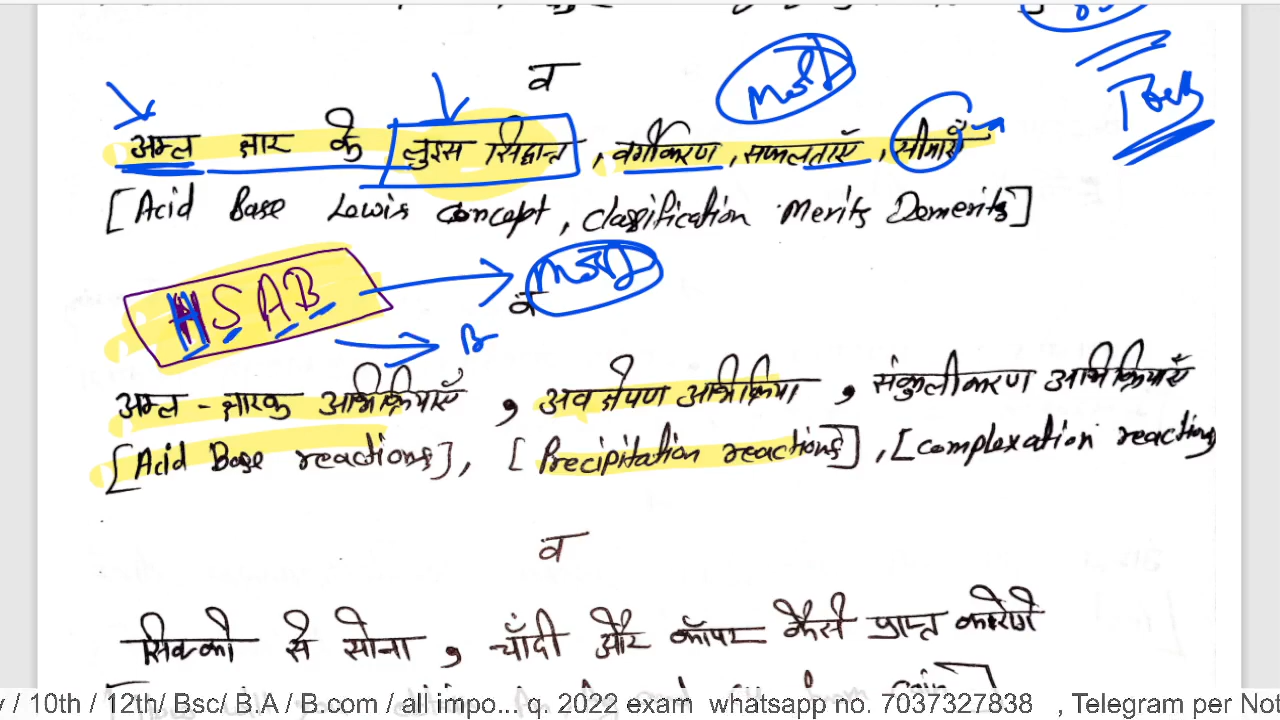 व
अम्ल क्षार के लुइस सिद्धान्त , वर्गीकरण , सफलताएँ , सीमाएँ
[Acid Base Lewis concept , classification Merits Demerits]
HSAB
व
अम्ल - क्षारक अभिक्रियाएँ , अवक्षेपण अभिक्रिया , संकुलीकरण अभिक्रियाएँ
[Acid Base reactions] , [Precipitation reactions] , [complexation reactions
व
सिक्को से सोना , चाँदी और कॉपर कैसे प्राप्त करेगे
/ 10th / 12th/ Bsc/ B.A / B.com / all impo... q. 2022 exam whatsapp no. 7037327838 , Telegram per Not